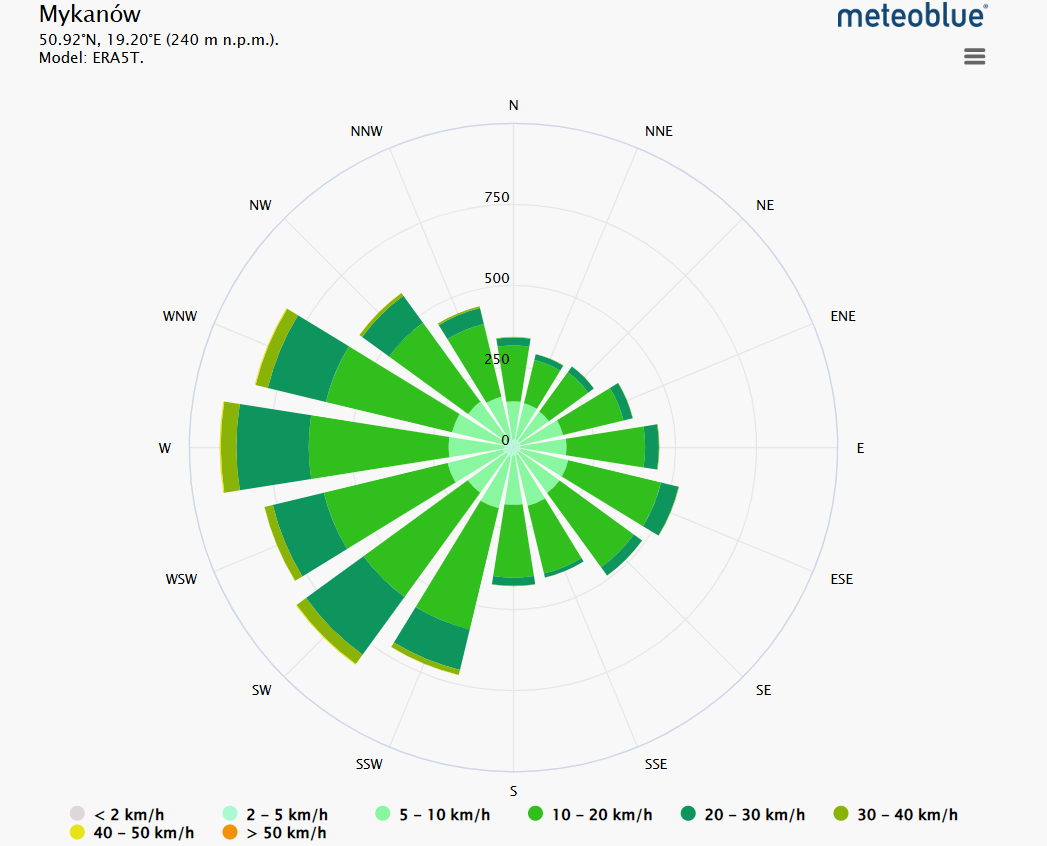 Mykanów
meteoblue®
50.92°N, 19.20°E (240 m n.p.m.).
Model: ERA5T.
N
NNW
NNE
NW
750
NE
500
WNW
ENE
250
0
W
E
WSW
ESE
SW
SE
SSW
SSE
S
< 2 km/h
2 – 5 km/h
5 – 10 km/h
10 – 20 km/h
20 – 30 km/h
30 – 40 km/h
40 – 50 km/h
> 50 km/h